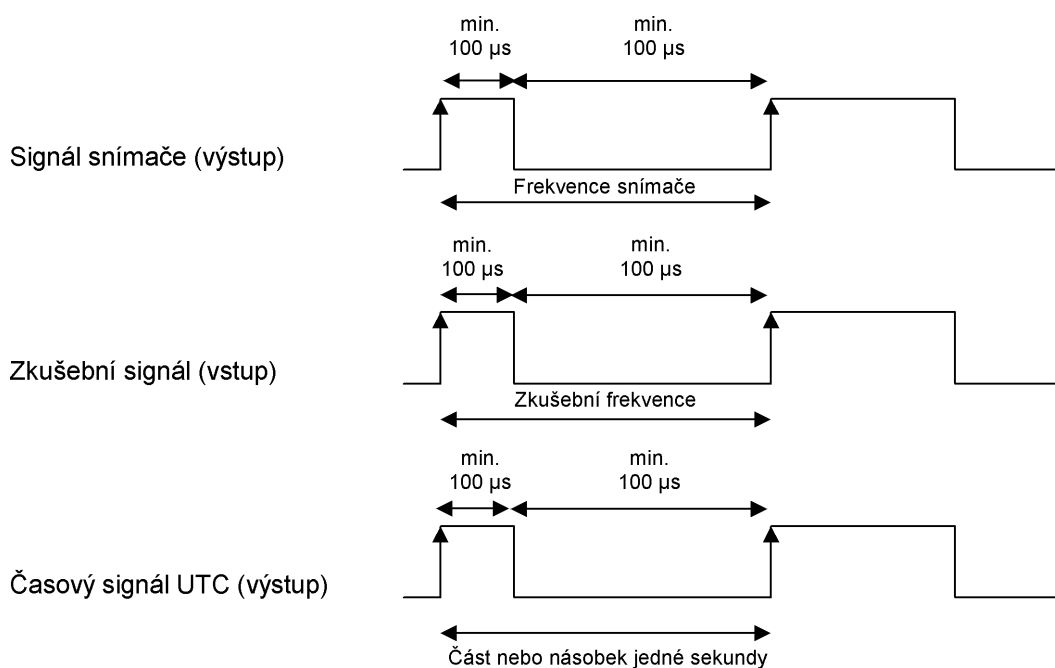 min.
100 µs
min.
100 µs
Signál snímače (výstup)
Frekvence snímače
min.
100 µs
min.
100 µs
Zkušební signál (vstup)
Zkušební frekvence
min.
100 µs
min.
100 µs
Časový signál UTC (výstup)
Část nebo násobek jedné sekundy